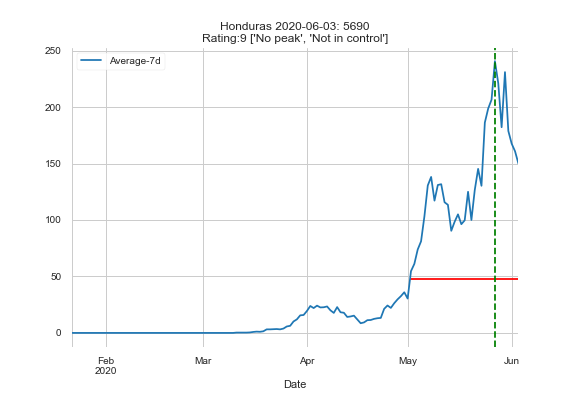 Honduras 2020-06-03: 5690
Rating:9 ['No peak', 'Not in control']
Average-7d
250
200
150
100
50
0
Feb
2020
Mar
Apr
May
Jun
Date